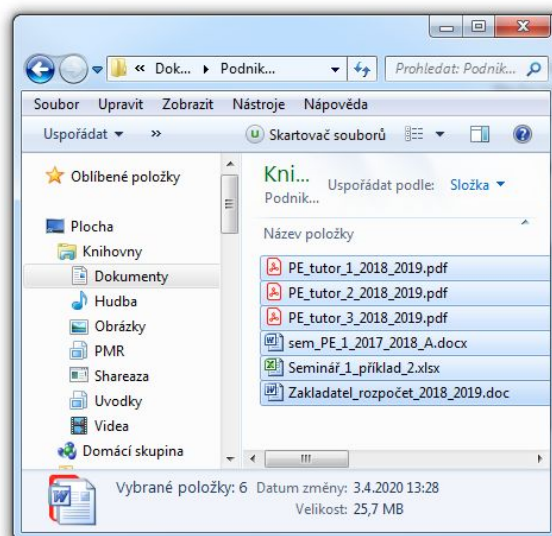 « Dok... Podnik... Prohledat: Podnik...
Soubor Upravit Zobrazit Nástroje Nápověda
Uspořádat » Skartovač souborů
Oblíbené položky
Plocha
Knihovny
Dokumenty
Hudba
Obrázky
PMR
Shareaza
Uvodky
Videa
Domácí skupina
Kni...
Podnik...
Uspořádat podle: Složka
Název položky
PE_tutor_1_2018_2019.pdf
PE_tutor_2_2018_2019.pdf
PE_tutor_3_2018_2019.pdf
sem_PE_1_2017_2018_A.docx
Seminář_1_příklad_2.xlsx
Zakladatel_rozpočet_2018_2019.doc
Vybrané položky: 6 Datum změny: 3.4.2020 13:28
Velikost: 25,7 MB